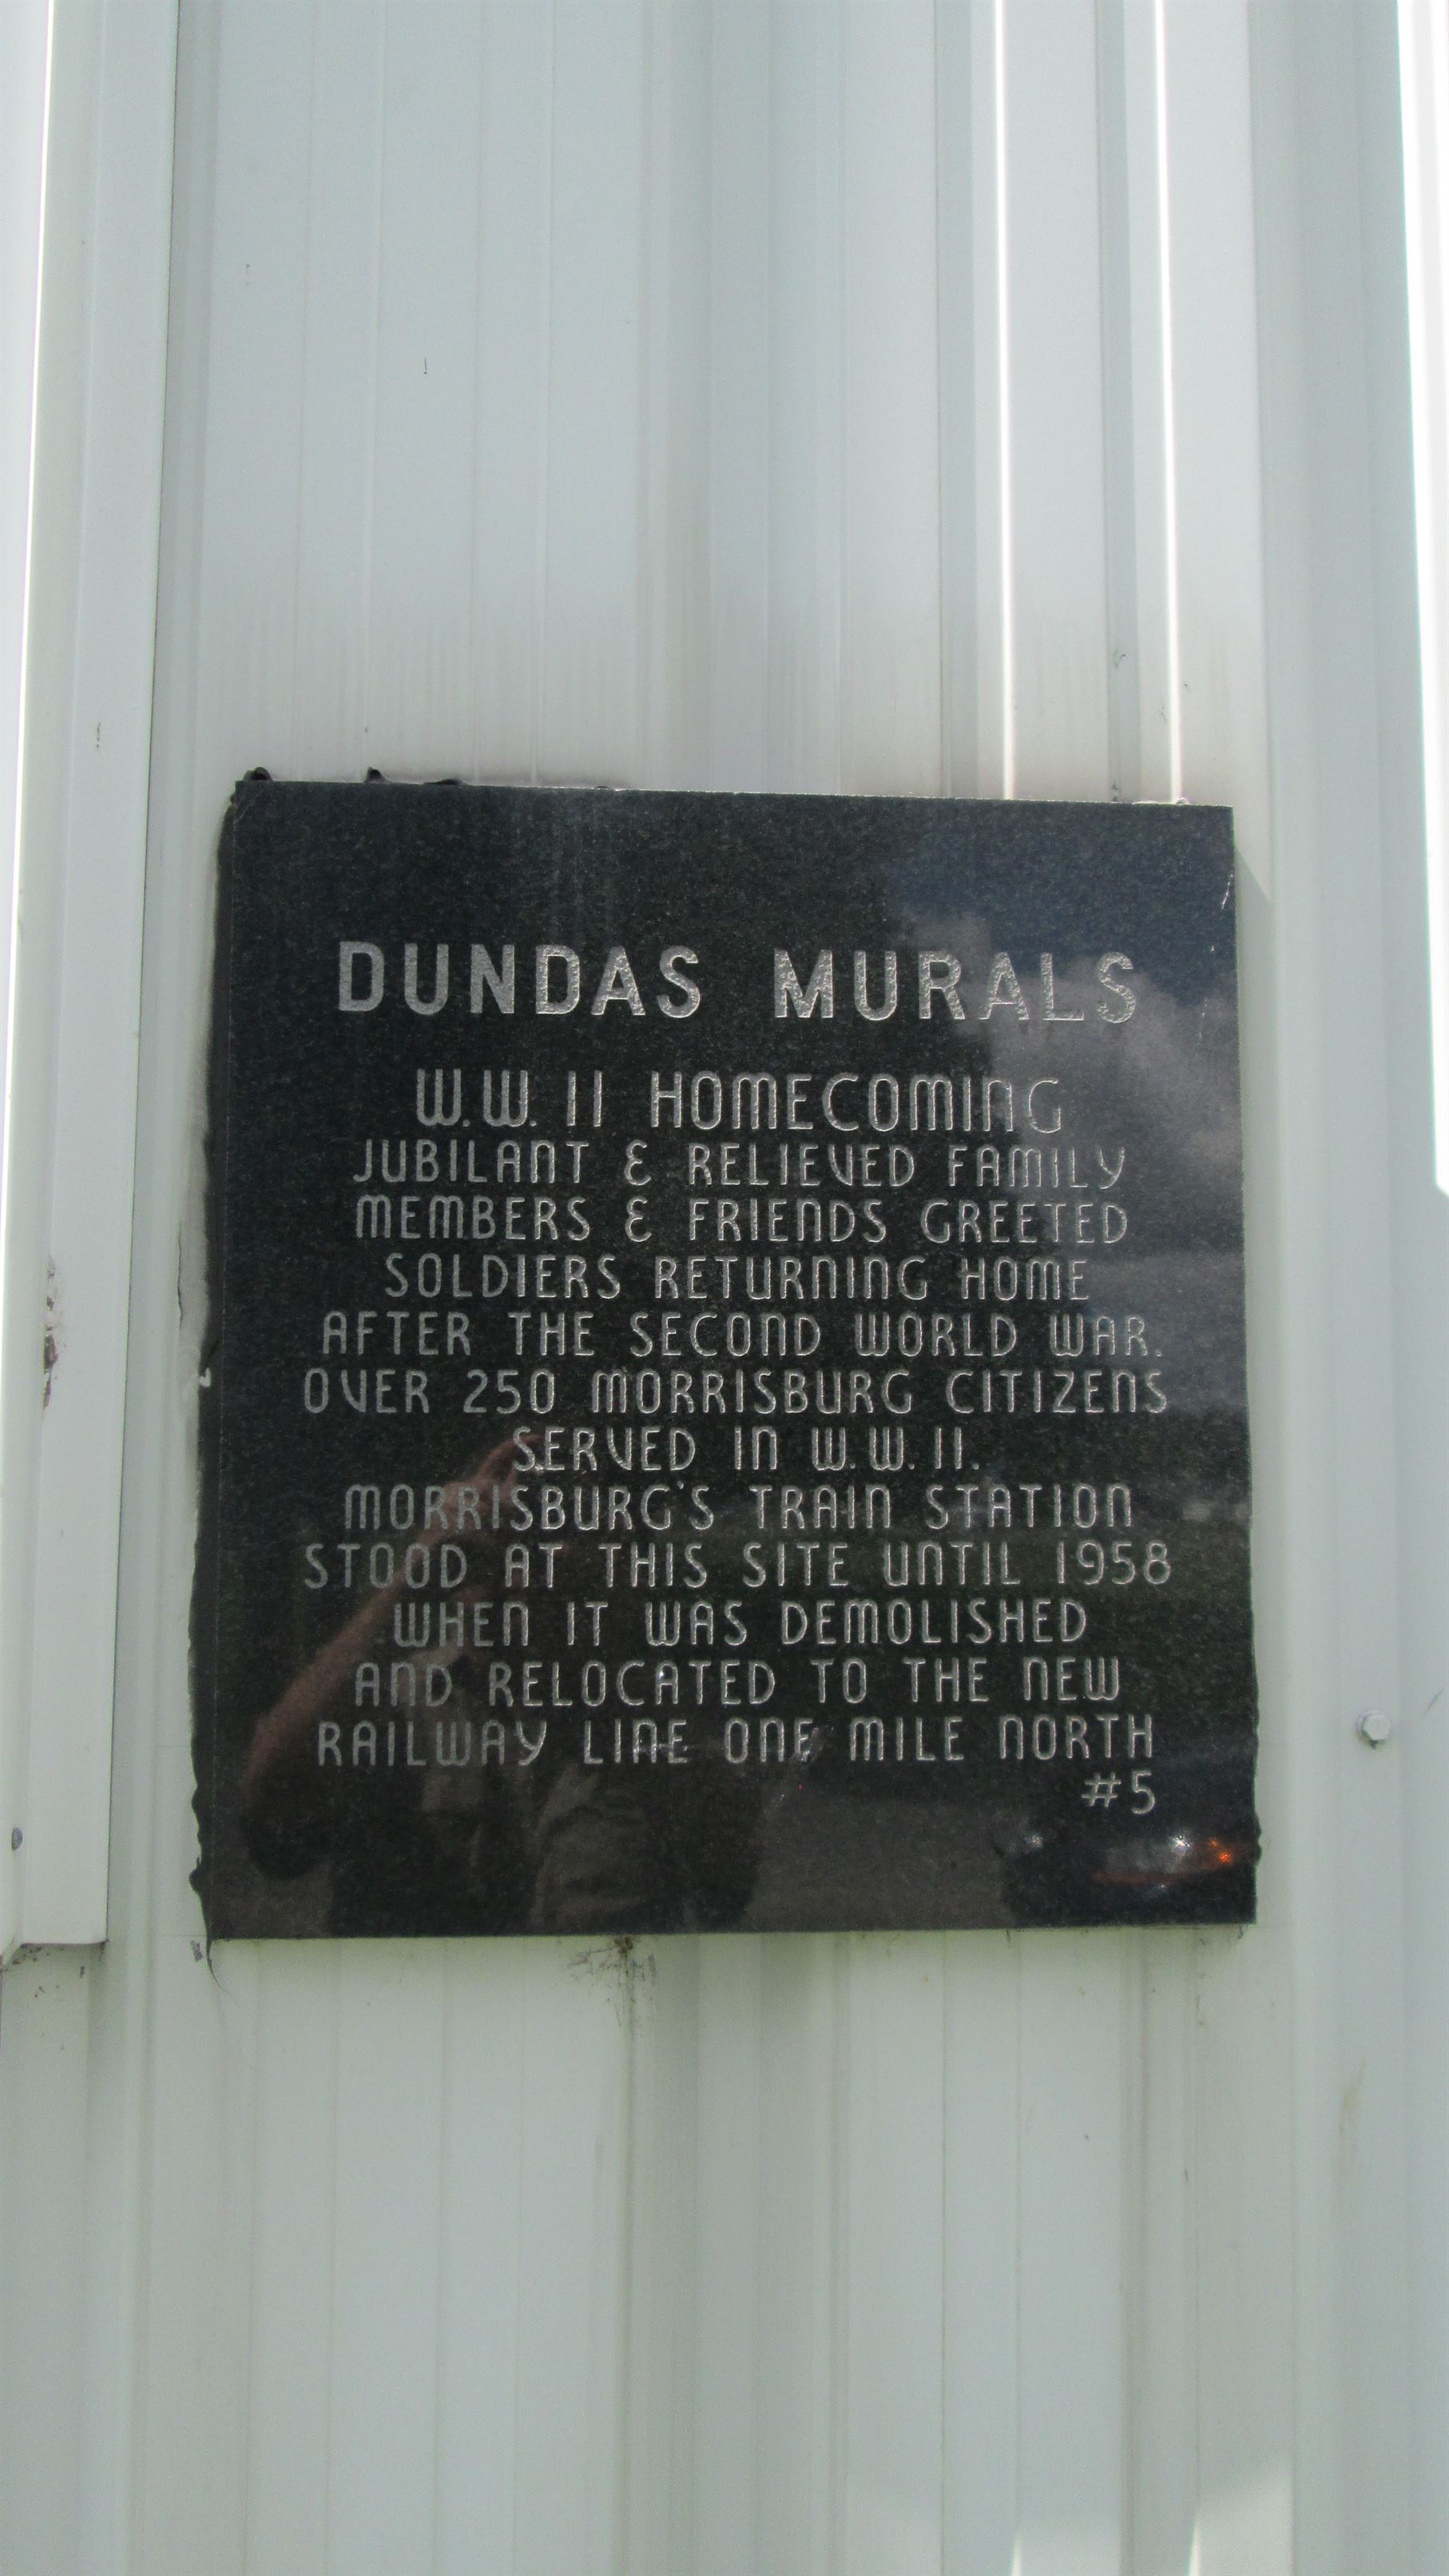 DUNDAS MURALS
W.W. II HOMECOMING
JUBILANT & RELIEVED FAMILY
MEMBERS & FRIENDS GREETED
SOLDIERS RETURNING HOME
AFTER THE SECOND WORLD WAR.
OVER 250 MORRISBURG CITIZENS
SERVED IN W.W. II.
MORRISBURG'S TRAIN STATION
STOOD AT THIS SITE UNTIL 1958
WHEN IT WAS DEMOLISHED
AND RELOCATED TO THE NEW
RAILWAY LINE ONE MILE NORTH
#5